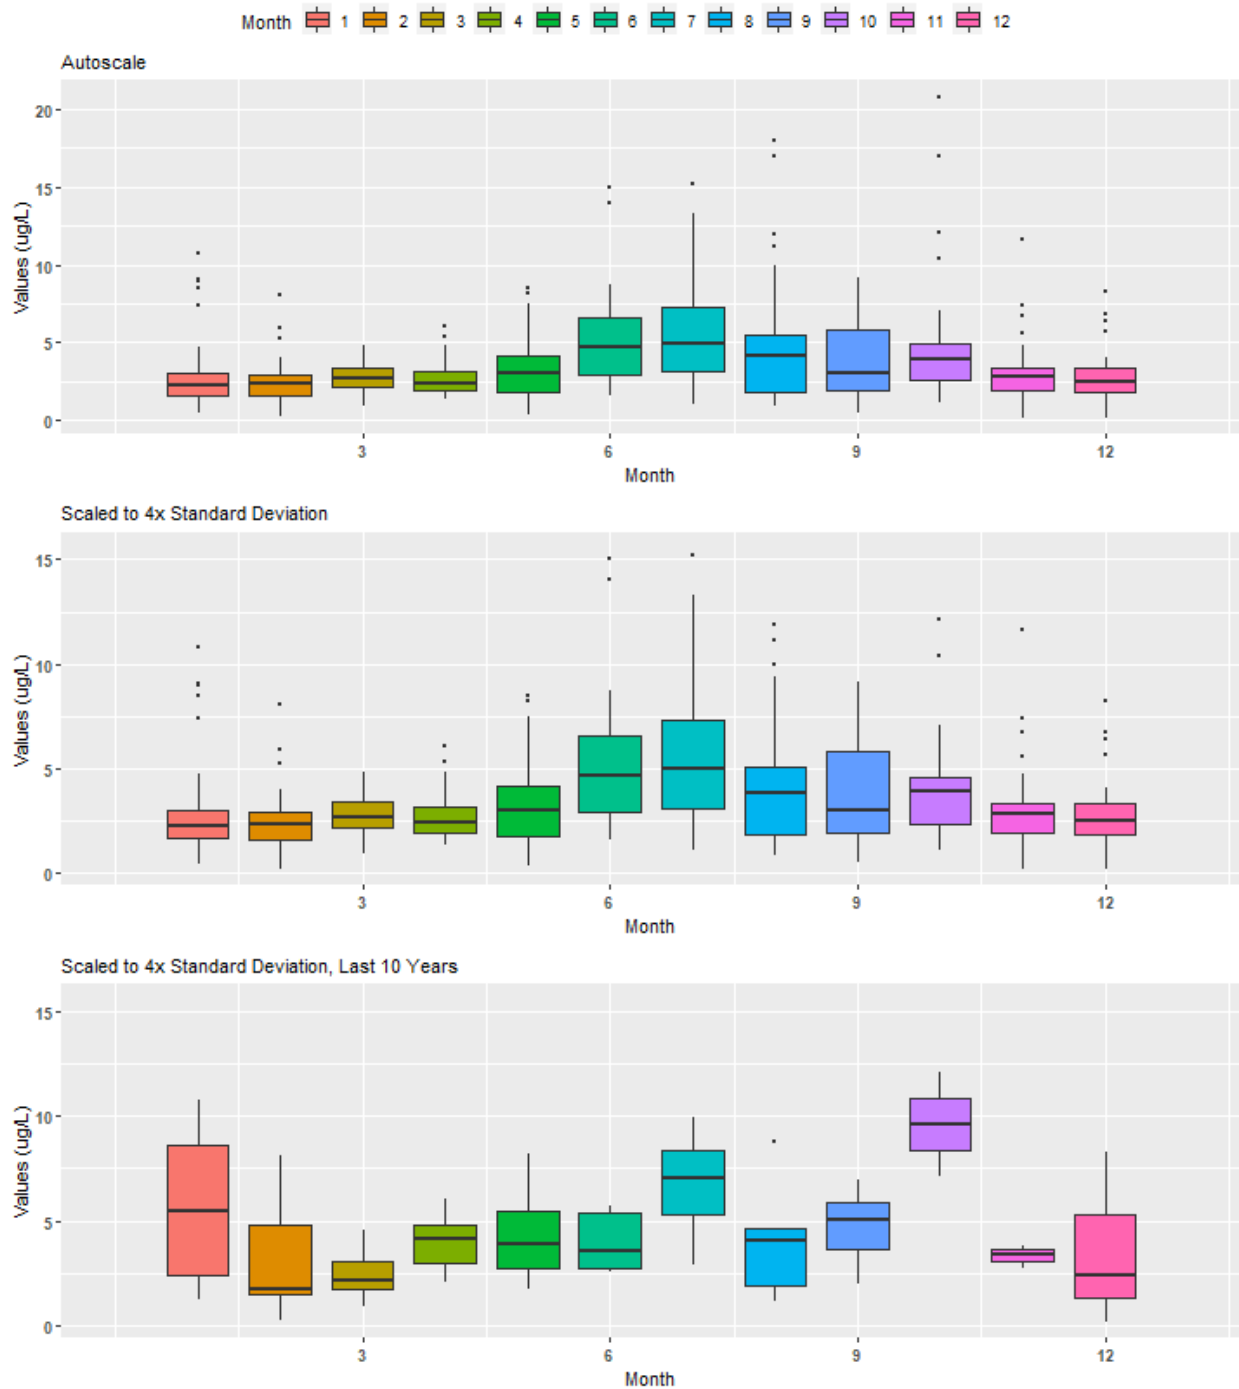 Month 1 2 3 4 5 6 7 8 9 10 11 12
Autoscale
Values (ug/L)
20
15
10
5
0
3 6 9 12
Month
Scaled to 4x Standard Deviation
Values (ug/L)
15
10
5
0
3 6 9 12
Month
Scaled to 4x Standard Deviation, Last 10 Years
Values (ug/L)
15
10
5
0
3 6 9 12
Month